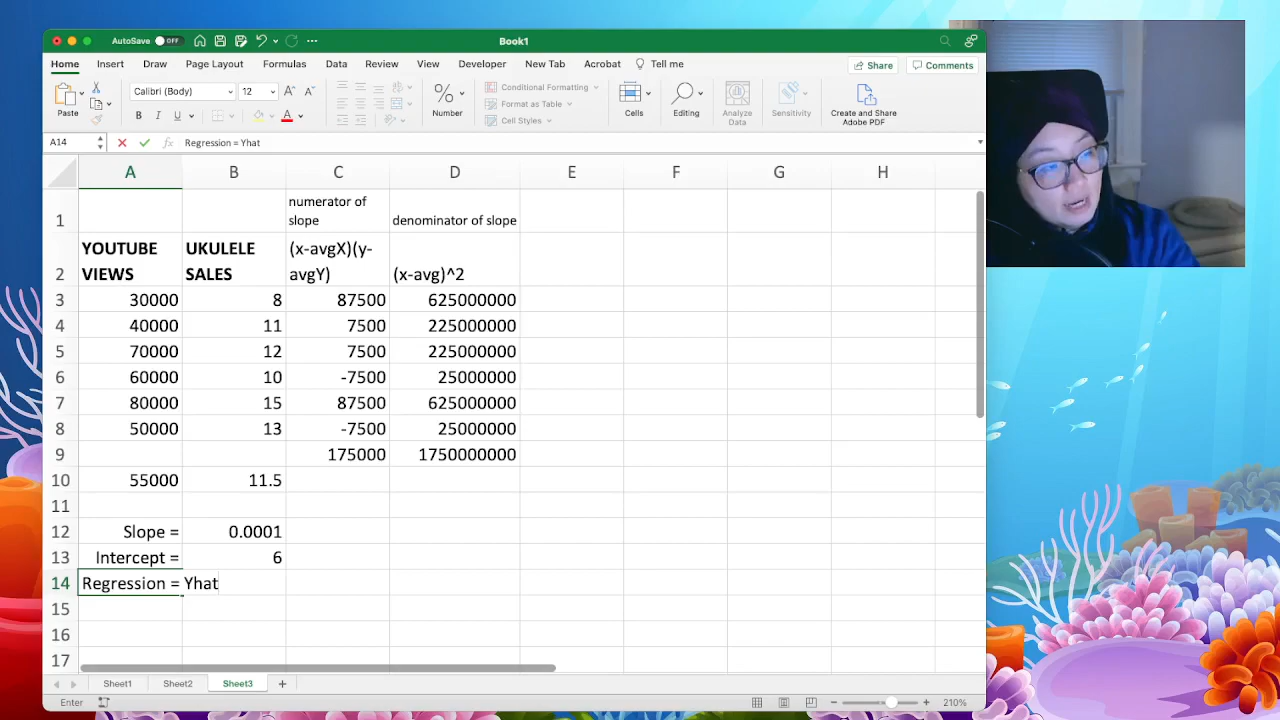 AutoSave OFF
Book1
Home Insert Draw Page Layout Formulas Data Review View Developer New Tab Acrobat Tell me Share Comments
Paste
Calibri (Body) 12
B I U A
Number
Conditional Formatting
Format as Table
Cell Styles
Cells
Editing
Analyze
Data
Sensitivity
Create and Share
Adobe PDF
A14 fx Regression = Yhat
A B C D E F G H
1 numerator of
slope
denominator of slope
2 YOUTUBE
VIEWS
UKULELE
SALES
(x-avgX)(y-
avgY)
(x-avg)^2
3 30000 8 87500 625000000
4 40000 11 7500 225000000
5 70000 12 7500 225000000
6 60000 10 -7500 25000000
7 80000 15 87500 625000000
8 50000 13 -7500 25000000
9 175000 1750000000
10 55000 11.5
11
12 Slope = 0.0001
13 Intercept = 6
14 Regression = Yhat
15
16
17
Sheet1 Sheet2 Sheet3 +
Enter 210%